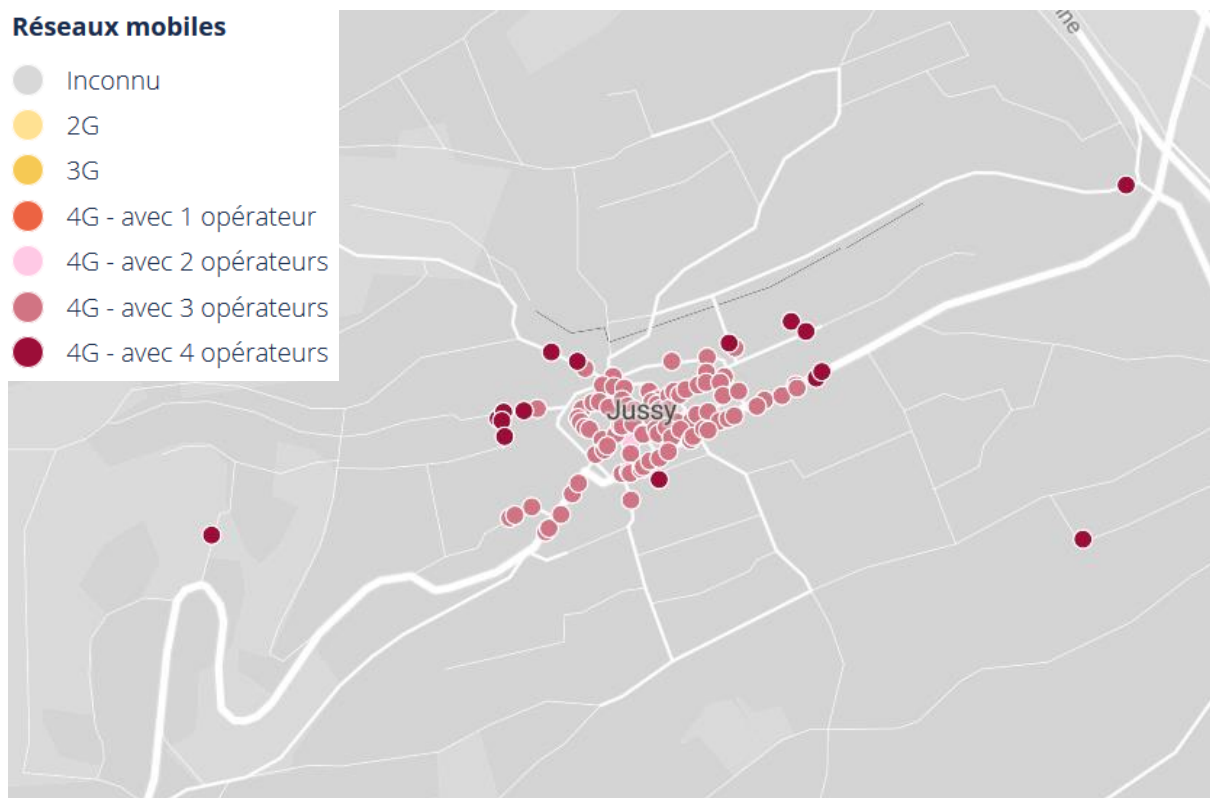 Réseaux mobiles
Inconnu
2G
3G
4G - avec 1 opérateur
4G - avec 2 opérateurs
4G - avec 3 opérateurs
4G - avec 4 opérateurs
Jussy